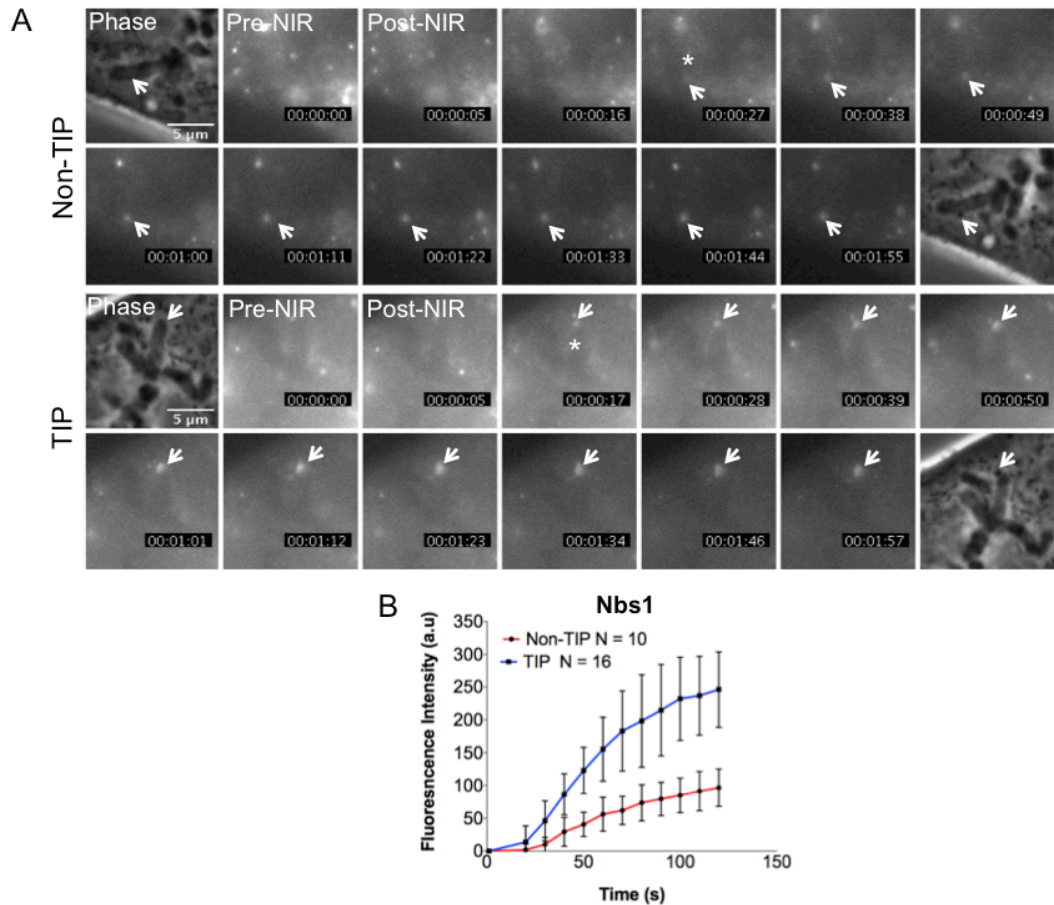 A
Phase Pre-NIR Post-NIR
*
5 µm 00:00:00 00:00:05 00:00:16 00:00:27 00:00:38 00:00:49
Non-TIP
00:01:00 00:01:11 00:01:22 00:01:33 00:01:44 00:01:55
Phase Pre-NIR Post-NIR
*
5 µm 00:00:00 00:00:05 00:00:17 00:00:28 00:00:39 00:00:50
TIP
00:01:01 00:01:12 00:01:23 00:01:34 00:01:46 00:01:57
B
Nbs1
Fluoresncence Intensity (a.u)
350
300
250
200
150
100
50
0
Non-TIP N = 10
TIP N = 16
50 100 150
Time (s)